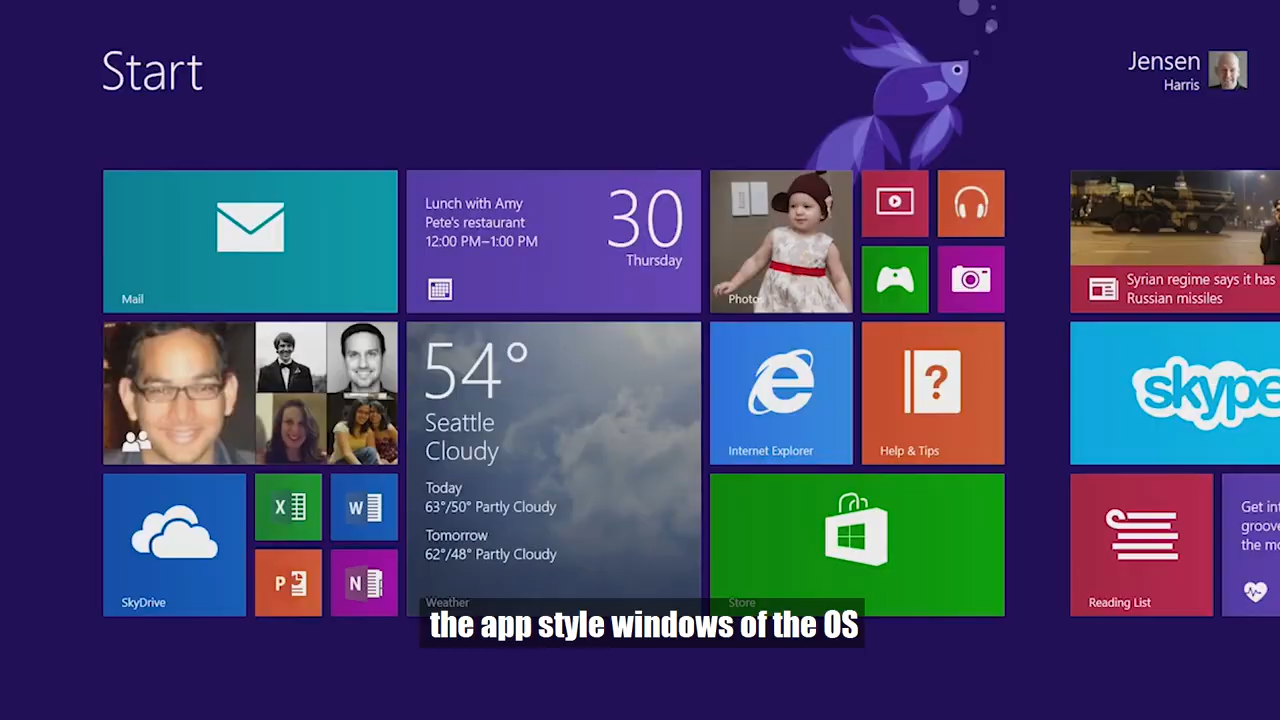 Start
Jensen
Harris
Mail
Lunch with Amy
Pete's restaurant
12:00 PM–1:00 PM
30
Thursday
Photos
Syrian regime says it has
Russian missiles
54°
Seattle
Cloudy
Today
63°/50° Partly Cloudy
Tomorrow
62°/48° Partly Cloudy
Weather
Internet Explorer
Help & Tips
skype
SkyDrive
X
W
P
N
Store
Reading List
Get in
groove
the mo
the app style windows of the OS